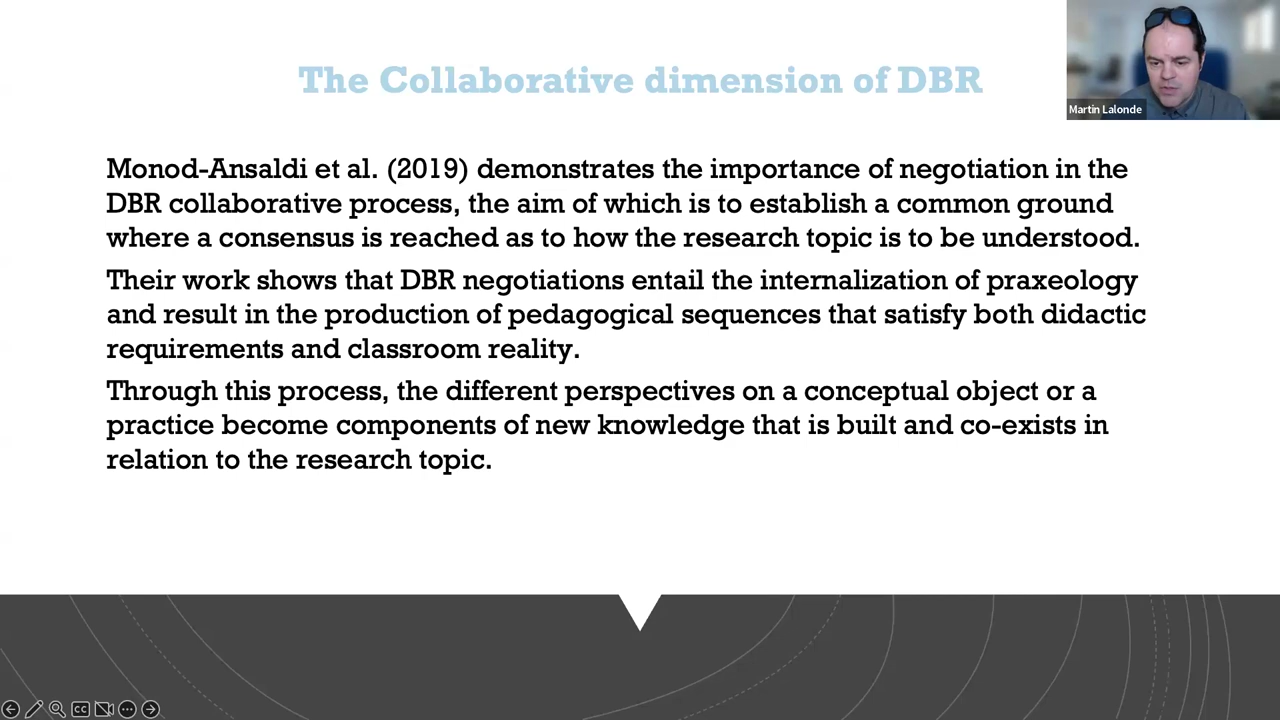 The Collaborative dimension of DBR
Martin Lalonde
Monod-Ansaldi et al. (2019) demonstrates the importance of negotiation in the
DBR collaborative process, the aim of which is to establish a common ground
where a consensus is reached as to how the research topic is to be understood.
Their work shows that DBR negotiations entail the internalization of praxeology
and result in the production of pedagogical sequences that satisfy both didactic
requirements and classroom reality.
Through this process, the different perspectives on a conceptual object or a
practice become components of new knowledge that is built and co-exists in
relation to the research topic.
CC